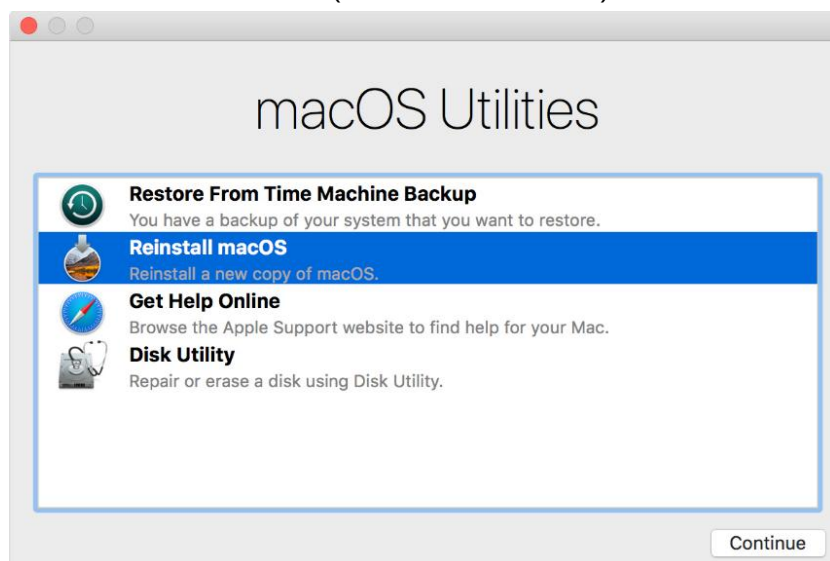 macOS Utilities
Restore From Time Machine Backup
You have a backup of your system that you want to restore.
Reinstall macOS
Reinstall a new copy of macOS.
Get Help Online
Browse the Apple Support website to find help for your Mac.
Disk Utility
Repair or erase a disk using Disk Utility.
Continue